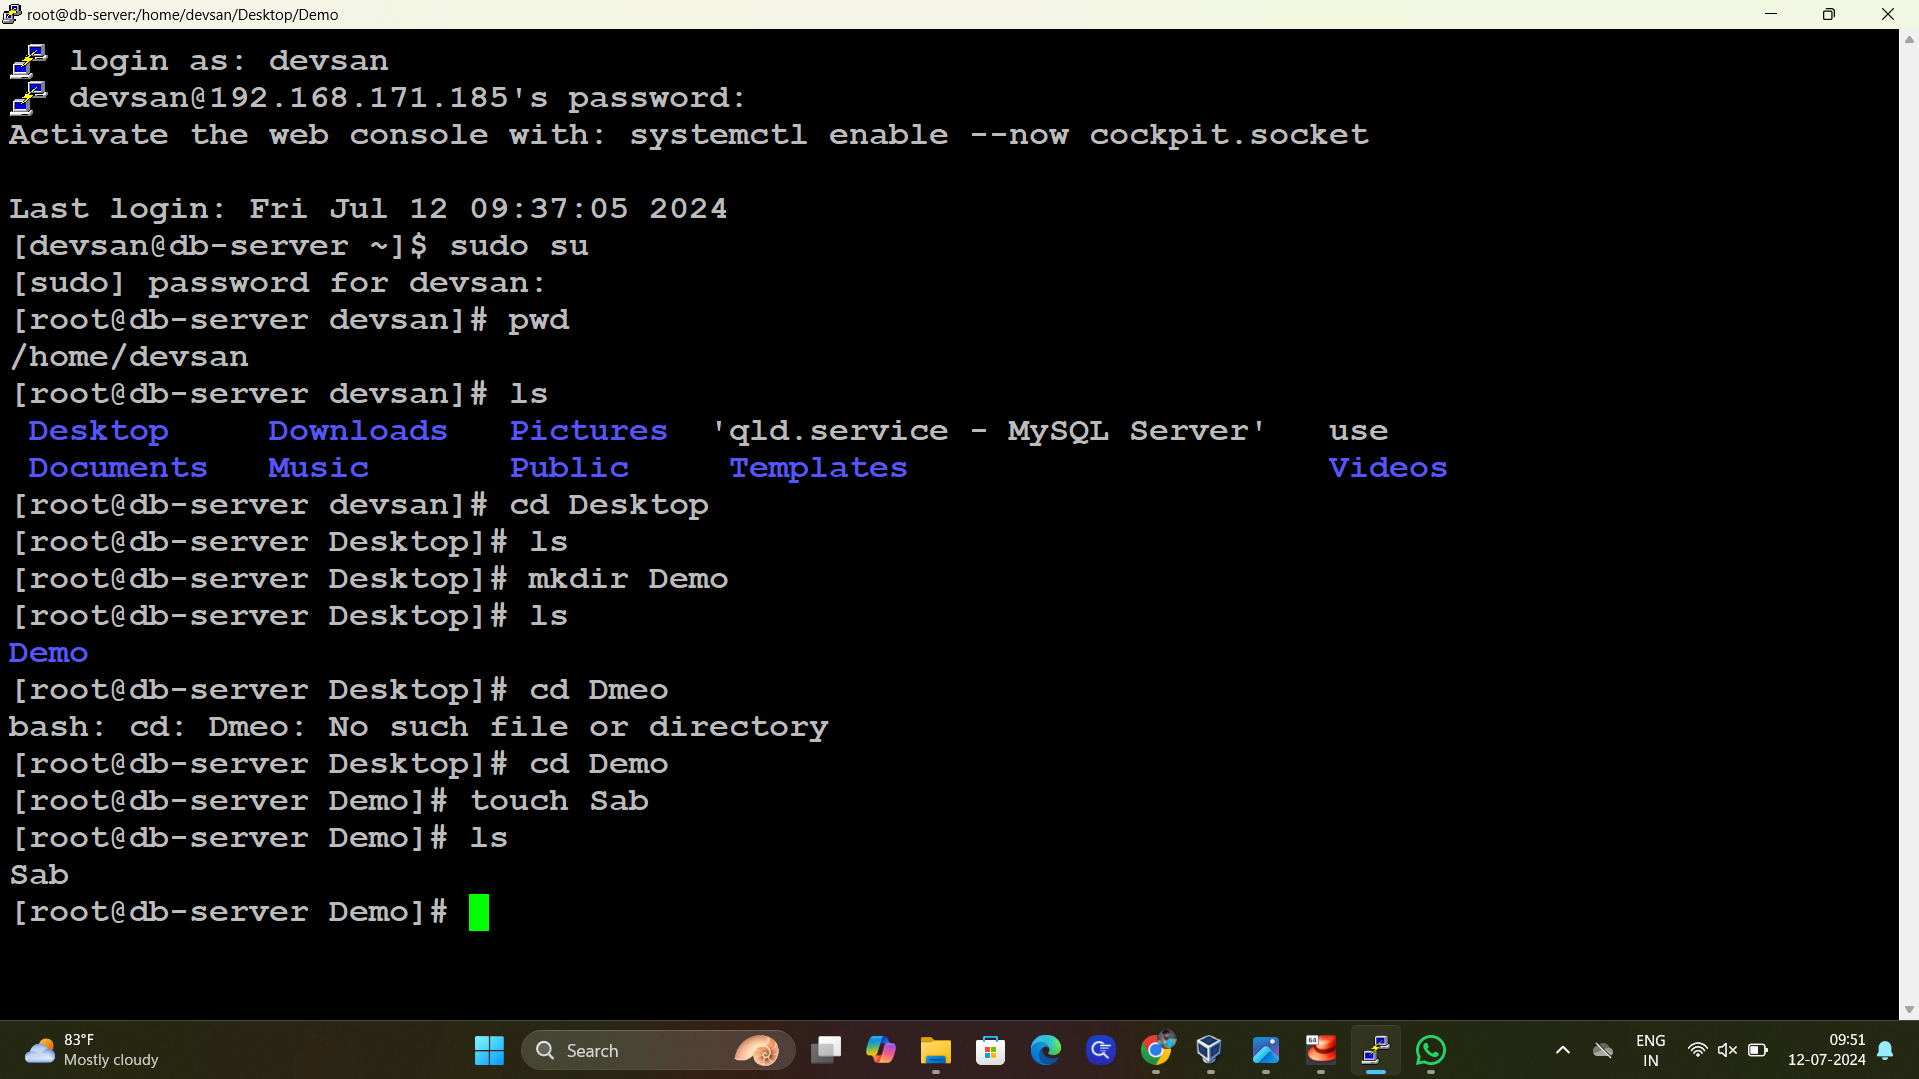 root@db-server:/home/devsan/Desktop/Demo
login as: devsan
devsan@192.168.171.185's password:
Activate the web console with: systemctl enable --now cockpit.socket
Last login: Fri Jul 12 09:37:05 2024
[devsan@db-server ~]$ sudo su
[sudo] password for devsan:
[root@db-server devsan]# pwd
/home/devsan
[root@db-server devsan]# ls
Desktop Downloads Pictures 'qld.service - MySQL Server' use
Documents Music Public Templates Videos
[root@db-server devsan]# cd Desktop
[root@db-server Desktop]# ls
[root@db-server Desktop]# mkdir Demo
[root@db-server Desktop]# ls
Demo
[root@db-server Desktop]# cd Dmeo
bash: cd: Dmeo: No such file or directory
[root@db-server Desktop]# cd Demo
[root@db-server Demo]# touch Sab
[root@db-server Demo]# ls
Sab
[root@db-server Demo]#
83°F
Mostly cloudy
Search
64
ENG
IN
09:51
12-07-2024